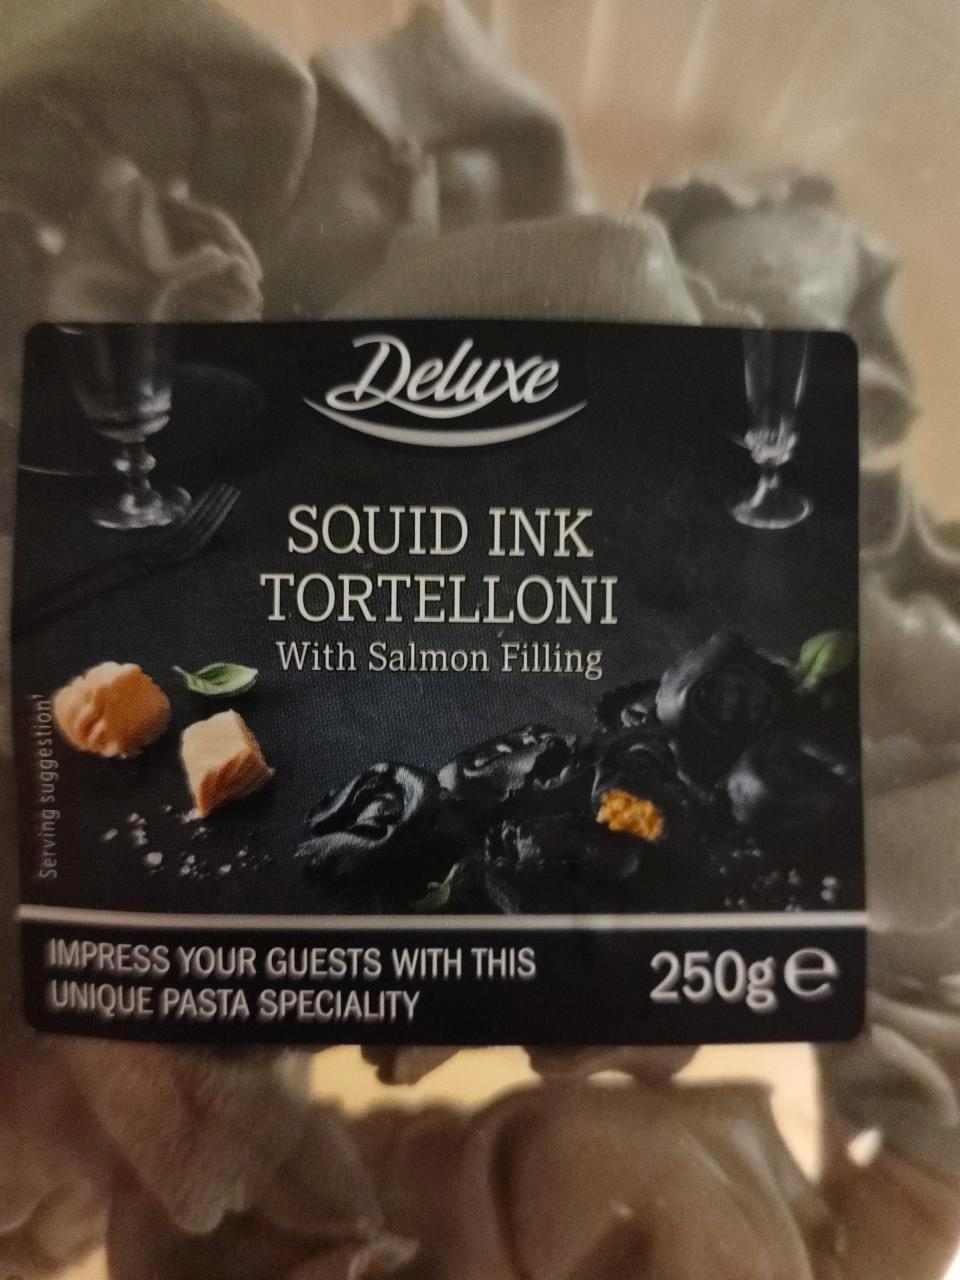 Deluxe
SQUID INK
TORTELLONI
With Salmon Filling
Serving suggestion
IMPRESS YOUR GUESTS WITH THIS
UNIQUE PASTA SPECIALITY
250g e